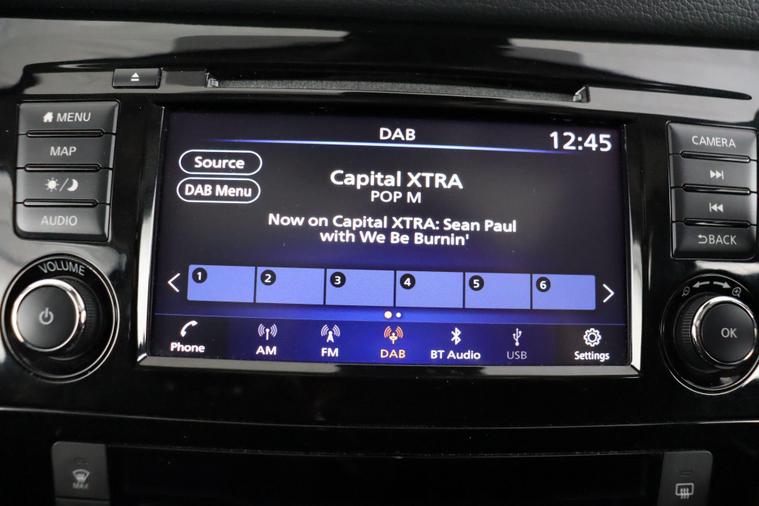 MENU
MAP
AUDIO
VOLUME
DAB
12:45
Source
DAB Menu
Capital XTRA
POP M
Now on Capital XTRA: Sean Paul
with We Be Burnin'
1 2 3 4 5 6
Phone
AM
FM
DAB
BT Audio
USB
Settings
CAMERA
BACK
OK
MAX